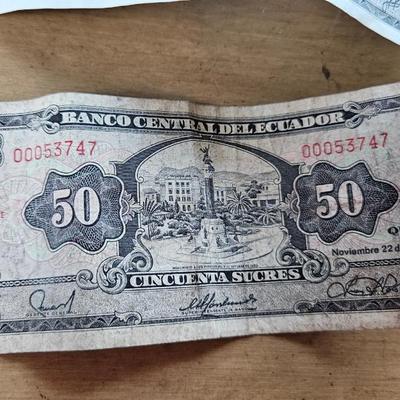 BANCO CENTRAL DEL ECUADOR
00053747 00053747
50 50
Noviembre 22 d
CINCUENTA SUCRES